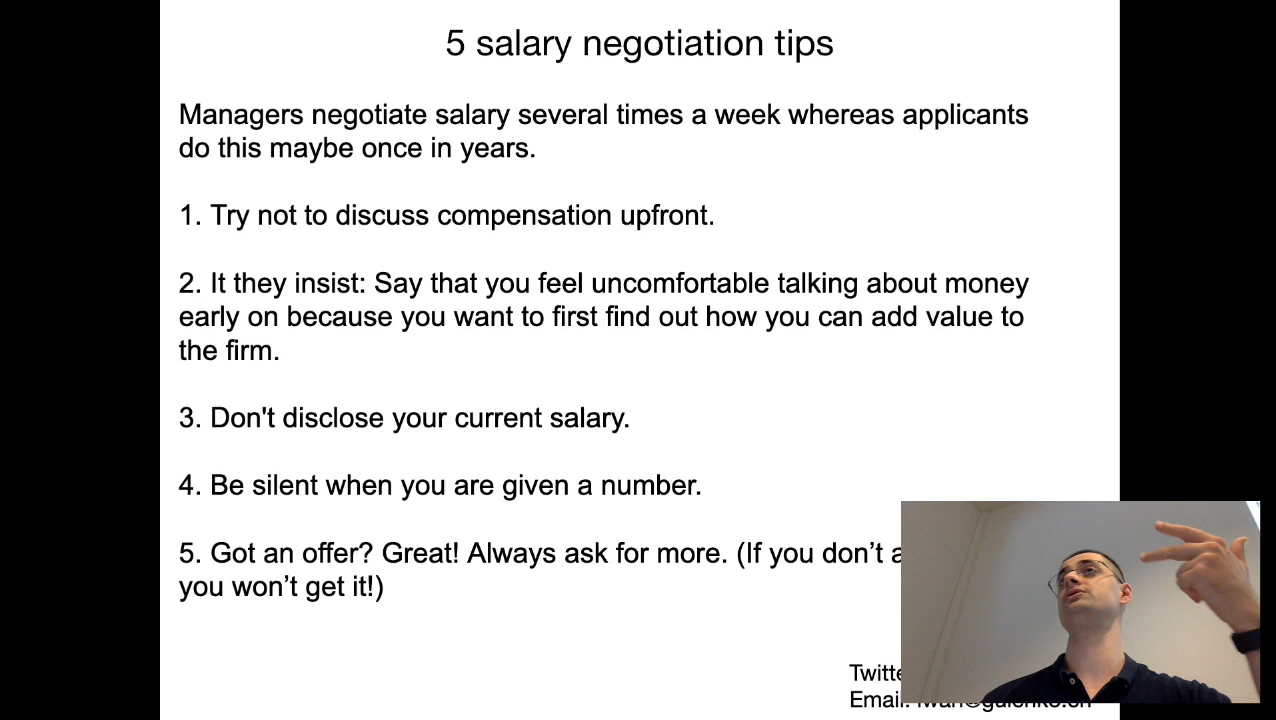 5 salary negotiation tips
Managers negotiate salary several times a week whereas applicants
do this maybe once in years.
1. Try not to discuss compensation upfront.
2. It they insist: Say that you feel uncomfortable talking about money
early on because you want to first find out how you can add value to
the firm.
3. Don't disclose your current salary.
4. Be silent when you are given a number.
5. Got an offer? Great! Always ask for more. (If you don’t
you won’t get it!)
Email: